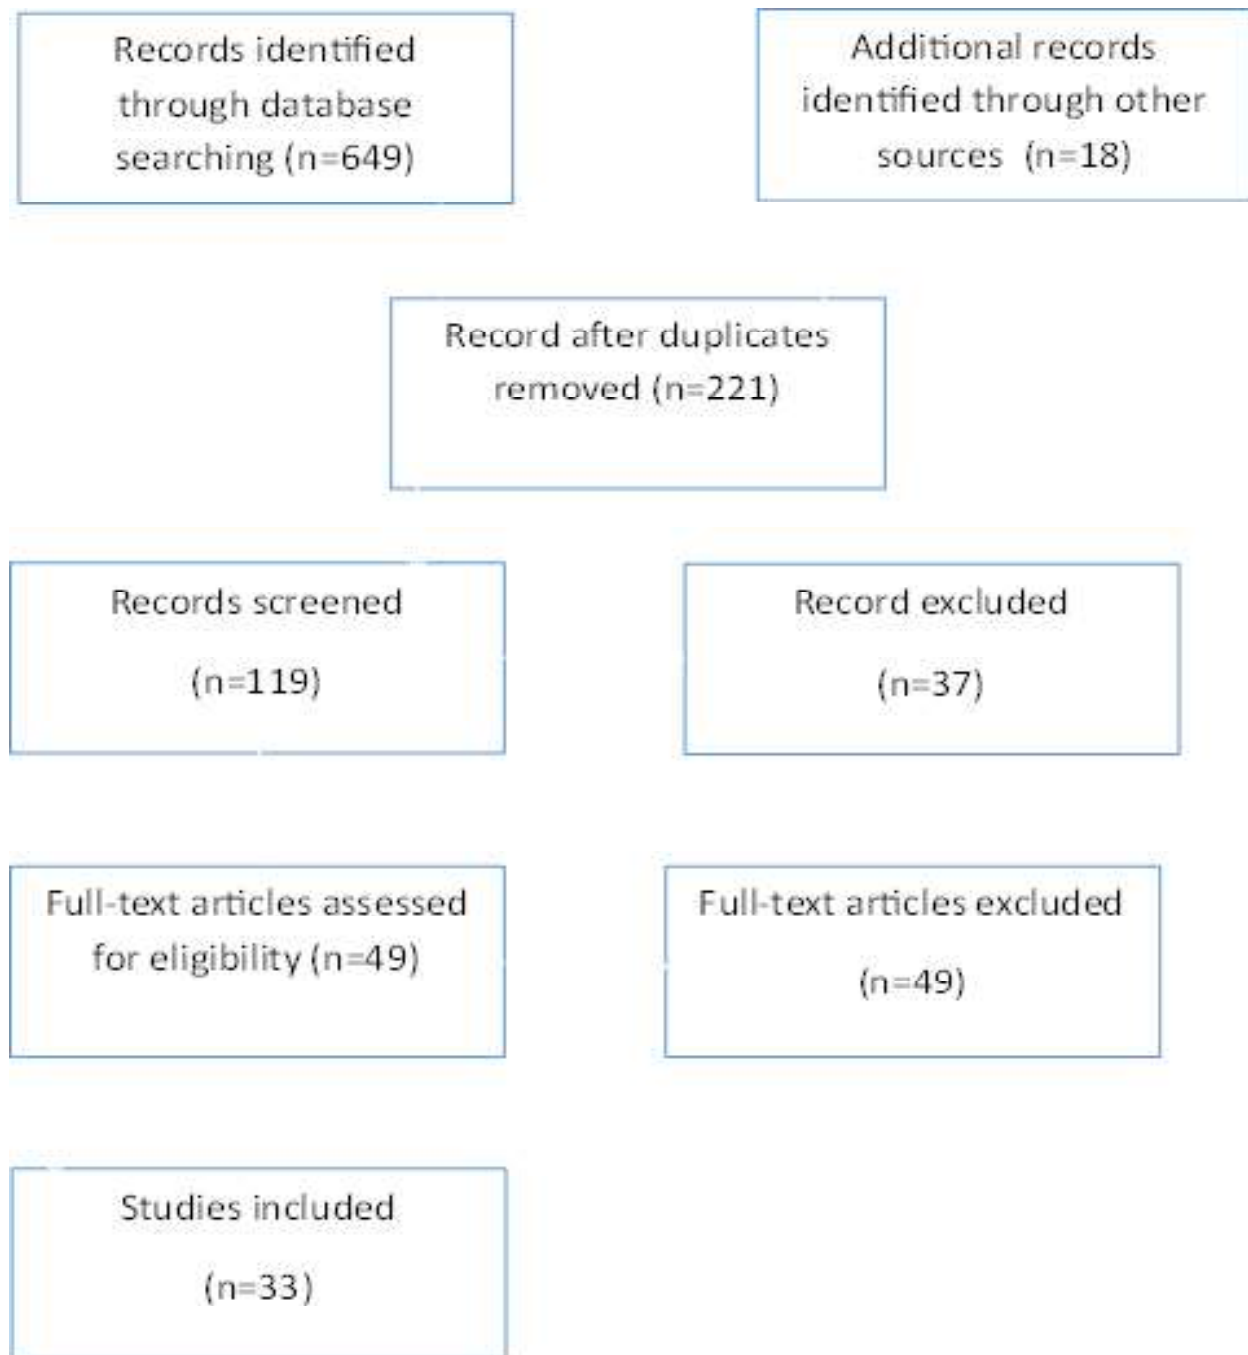 Records identified
through database
searching (n=649)
Additional records
identified through other
sources (n=18)
Record after duplicates
removed (n=221)
Records screened
(n=119)
Record excluded
(n=37)
Full-text articles assessed
for eligibility (n=49)
Full-text articles excluded
(n=49)
Studies included
(n=33)